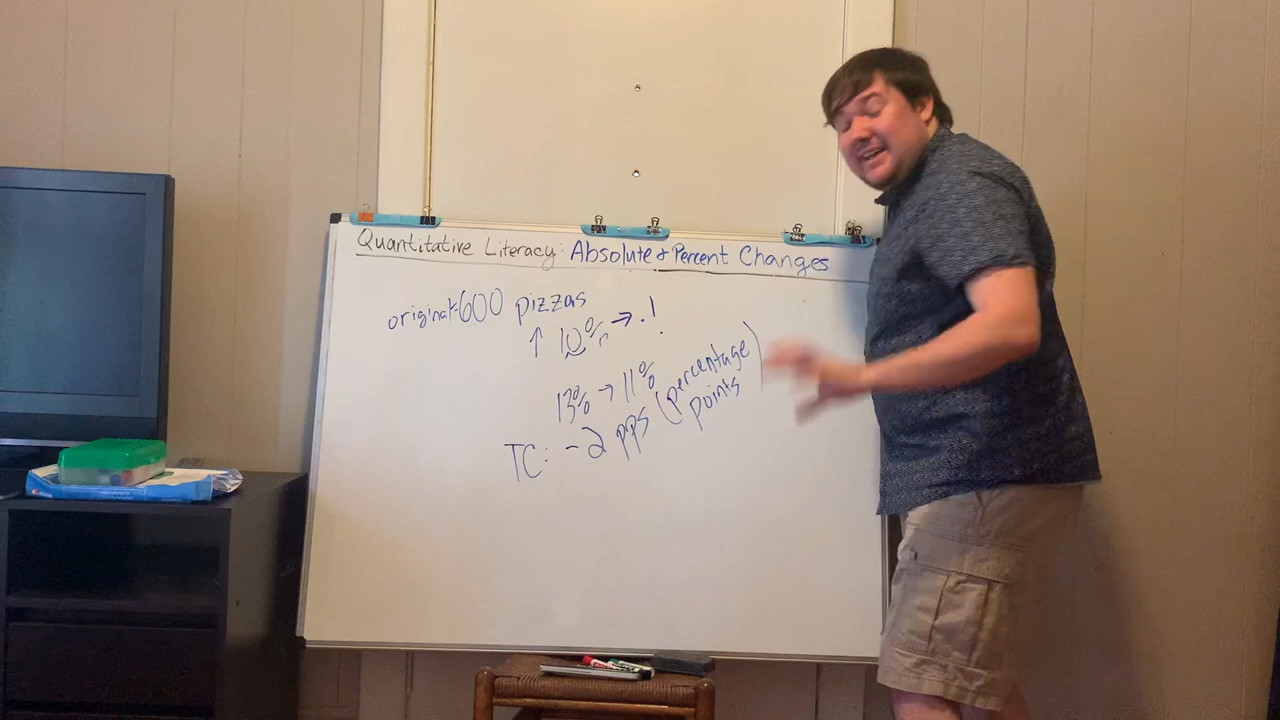 Quantitative Literacy: Absolute & Percent Changes
original: 600 pizzas
↑ 10% → .1
13% → 11%
TC: -2 pps (percentage points)